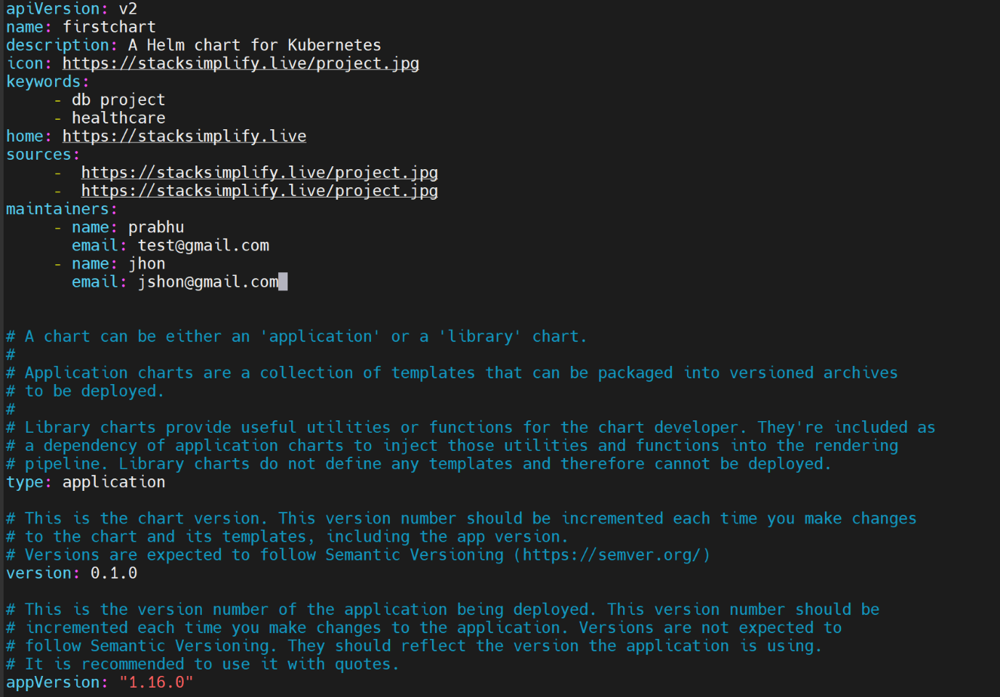 apiVersion: v2
name: firstchart
description: A Helm chart for Kubernetes
icon: https://stacksimplify.live/project.jpg
keywords:
- db project
- healthcare
home: https://stacksimplify.live
sources:
- https://stacksimplify.live/project.jpg
- https://stacksimplify.live/project.jpg
maintainers:
- name: prabhu
email: test@gmail.com
- name: jhon
email: jshon@gmail.com
# A chart can be either an 'application' or a 'library' chart.
#
# Application charts are a collection of templates that can be packaged into versioned archives
# to be deployed.
#
# Library charts provide useful utilities or functions for the chart developer. They're included as
# a dependency of application charts to inject those utilities and functions into the rendering
# pipeline. Library charts do not define any templates and therefore cannot be deployed.
type: application
# This is the chart version. This version number should be incremented each time you make changes
# to the chart and its templates, including the app version.
# Versions are expected to follow Semantic Versioning (https://semver.org/)
version: 0.1.0
# This is the version number of the application being deployed. This version number should be
# incremented each time you make changes to the application. Versions are not expected to
# follow Semantic Versioning. They should reflect the version the application is using.
# It is recommended to use it with quotes.
appVersion: "1.16.0"